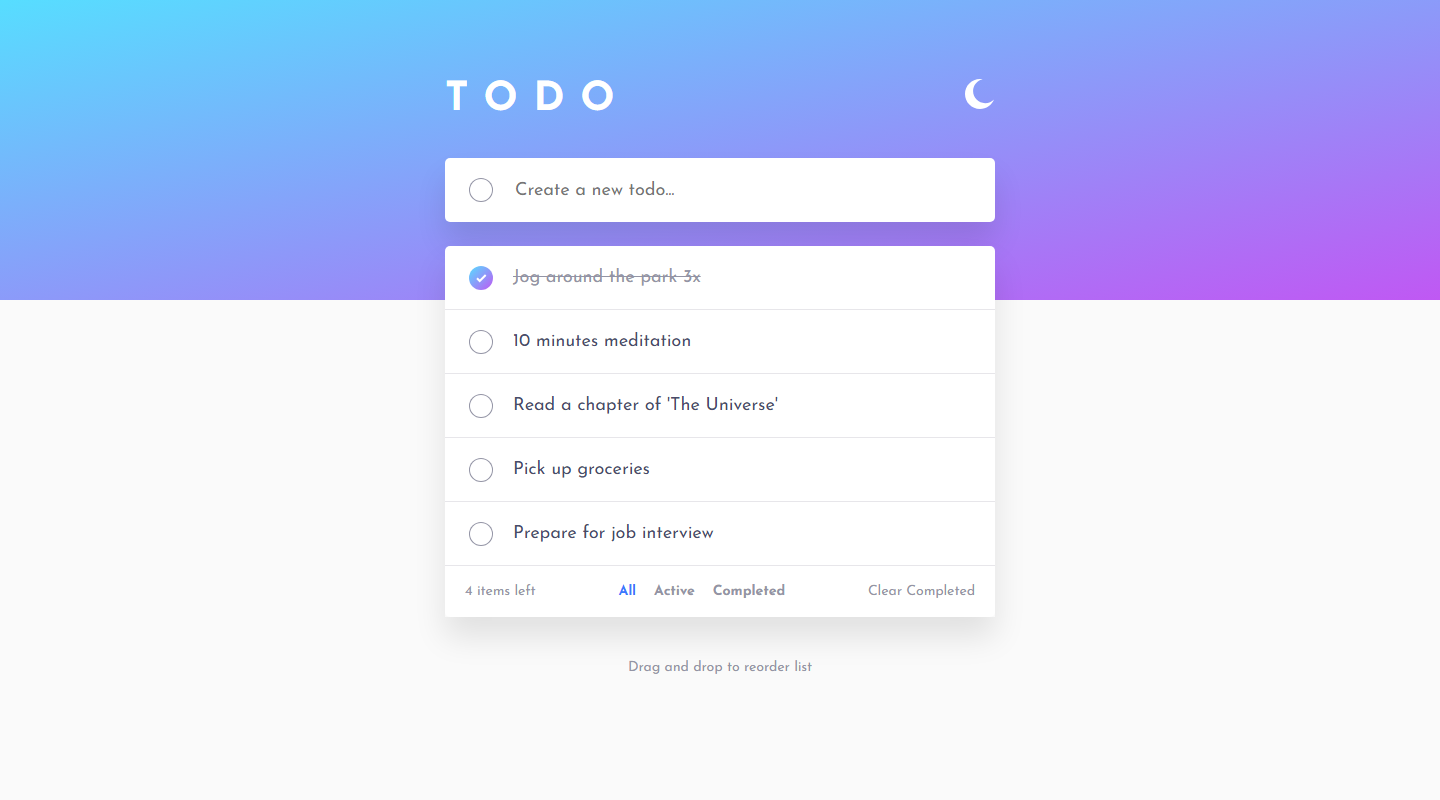 TODO
Create a new todo...
Jog around the park 3x
10 minutes meditation
Read a chapter of 'The Universe'
Pick up groceries
Prepare for job interview
4 items left All Active Completed Clear Completed
Drag and drop to reorder list